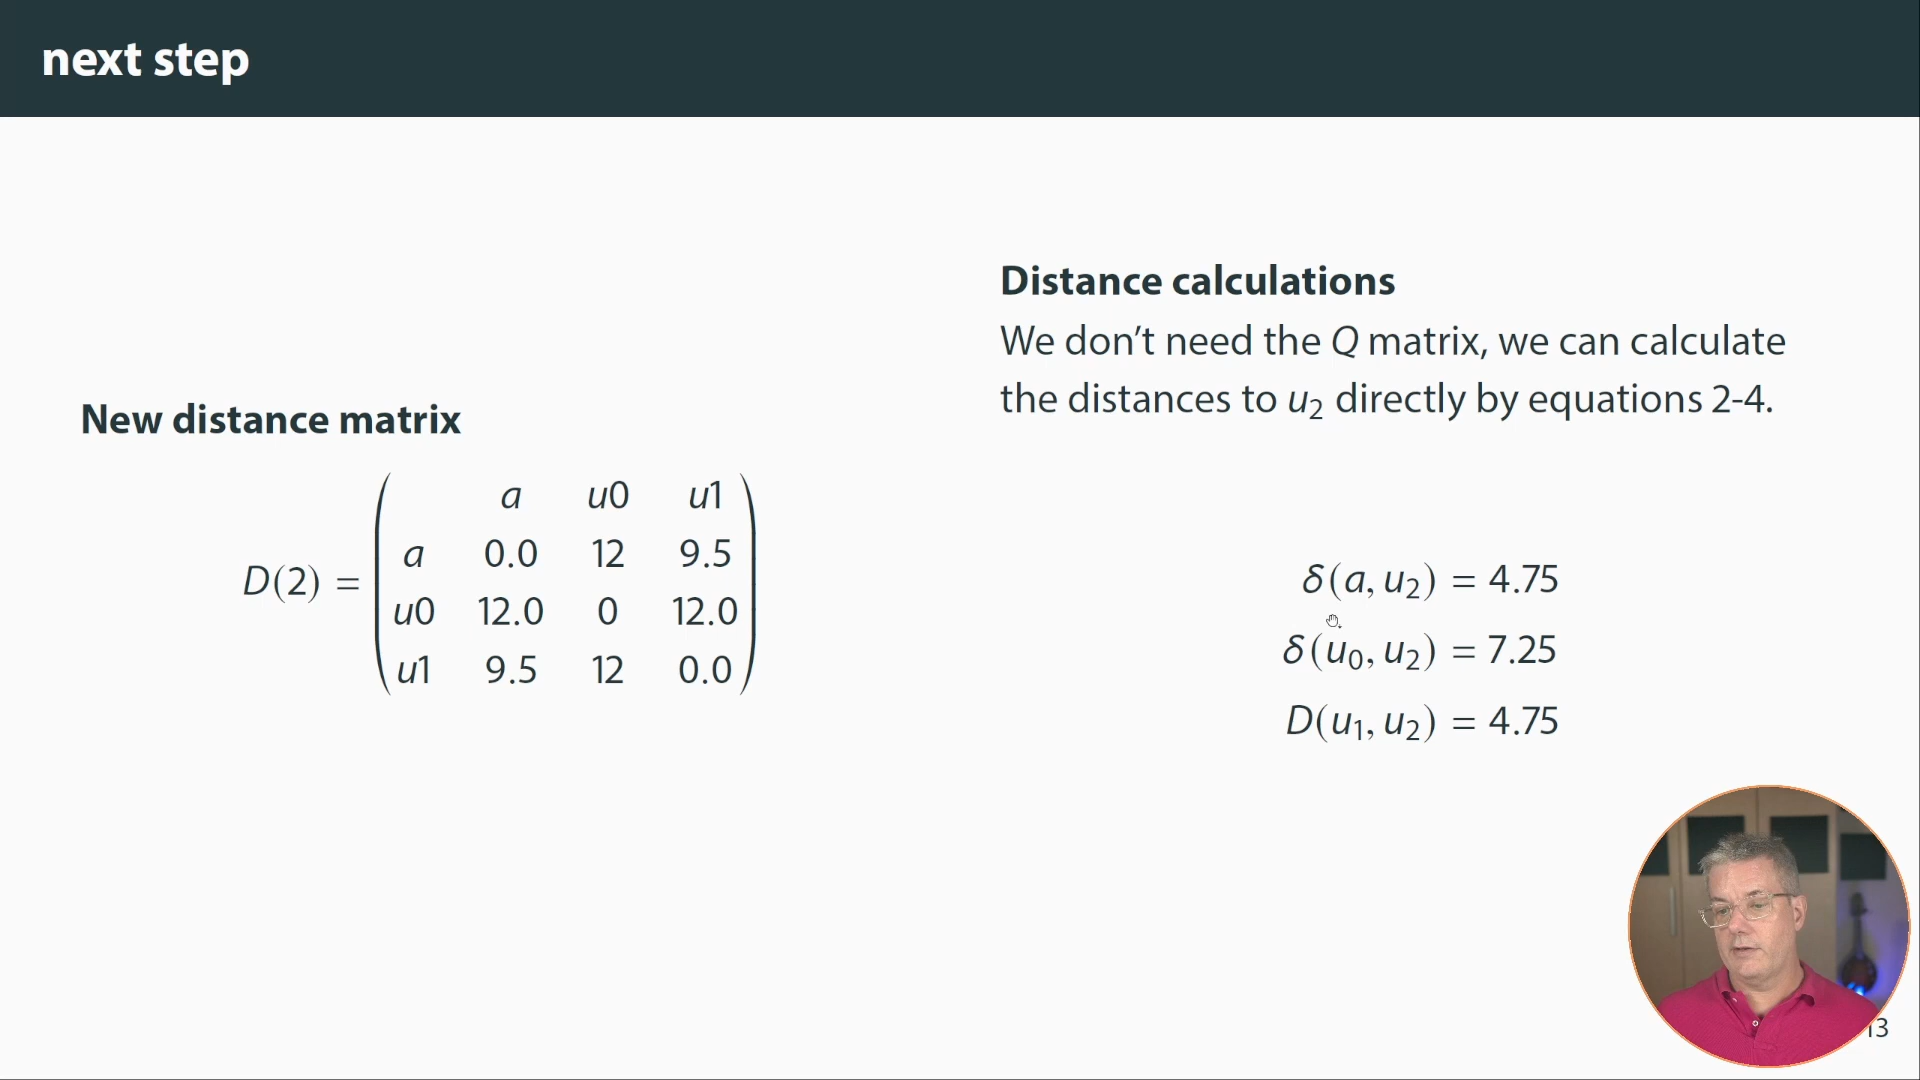 next step
New distance matrix
D(2) =
a u0 u1
a 0.0 12 9.5
u0 12.0 0 12.0
u1 9.5 12 0.0
Distance calculations
We don’t need the Q matrix, we can calculate
the distances to u₂ directly by equations 2-4.
δ(a, u₂) = 4.75
δ(u₀, u₂) = 7.25
D(u₁, u₂) = 4.75
13